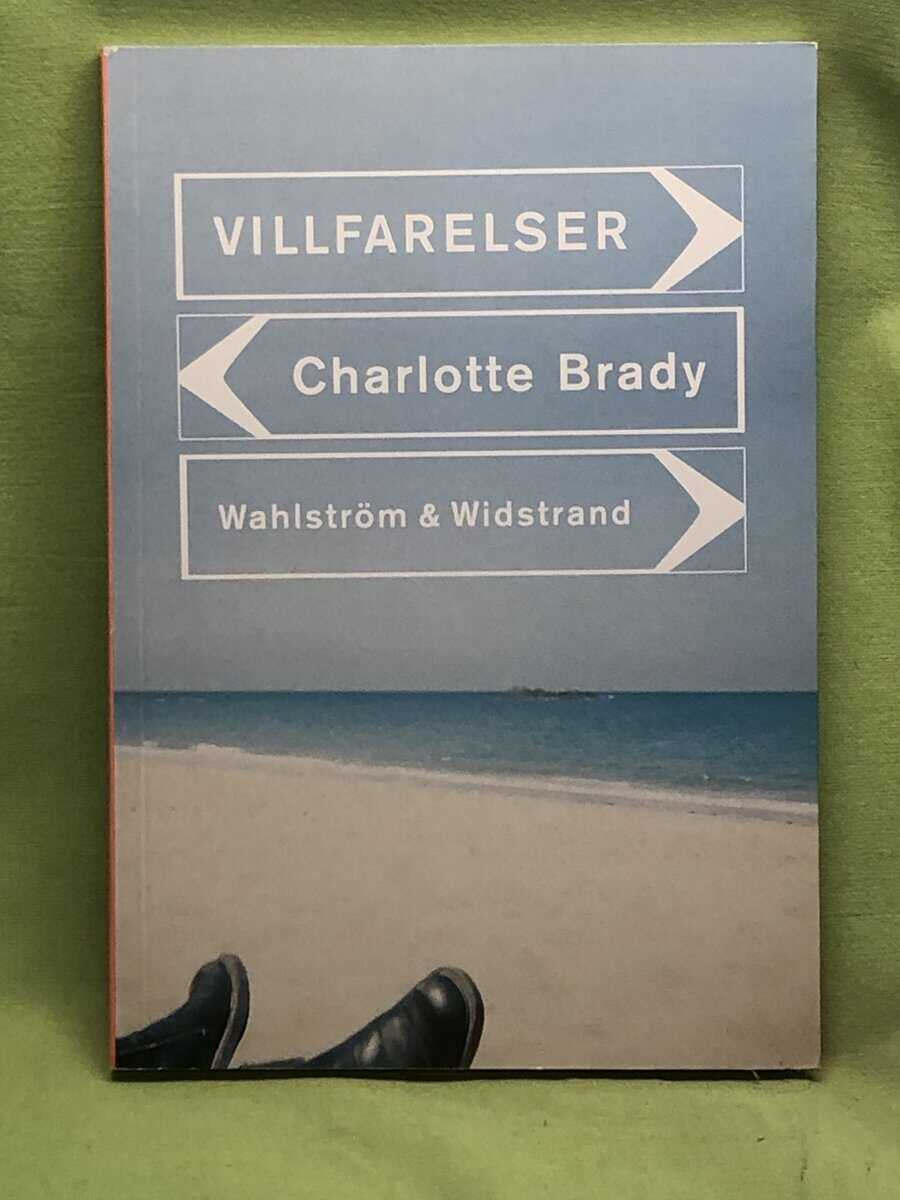 VILLFARELSER
Charlotte Brady
Wahlström & Widstrand